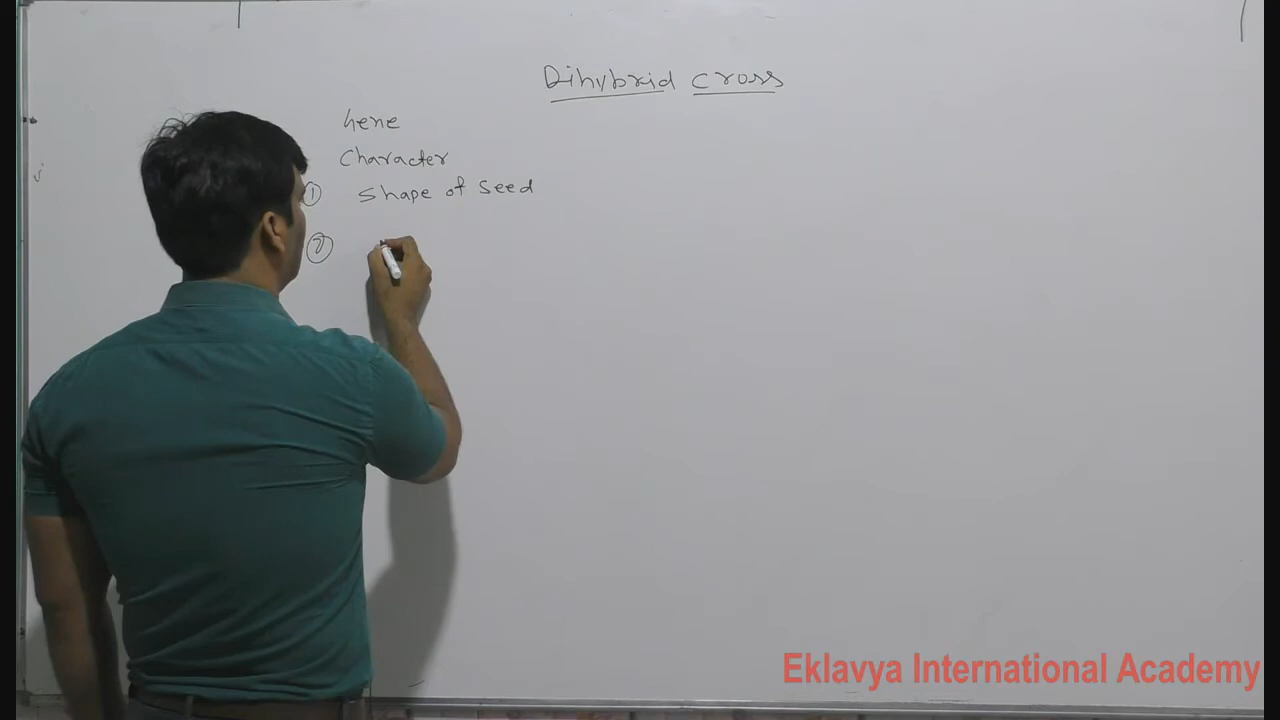 Dihybrid cross
Gene
Character
① Shape of Seed
②
Eklavya International Academy